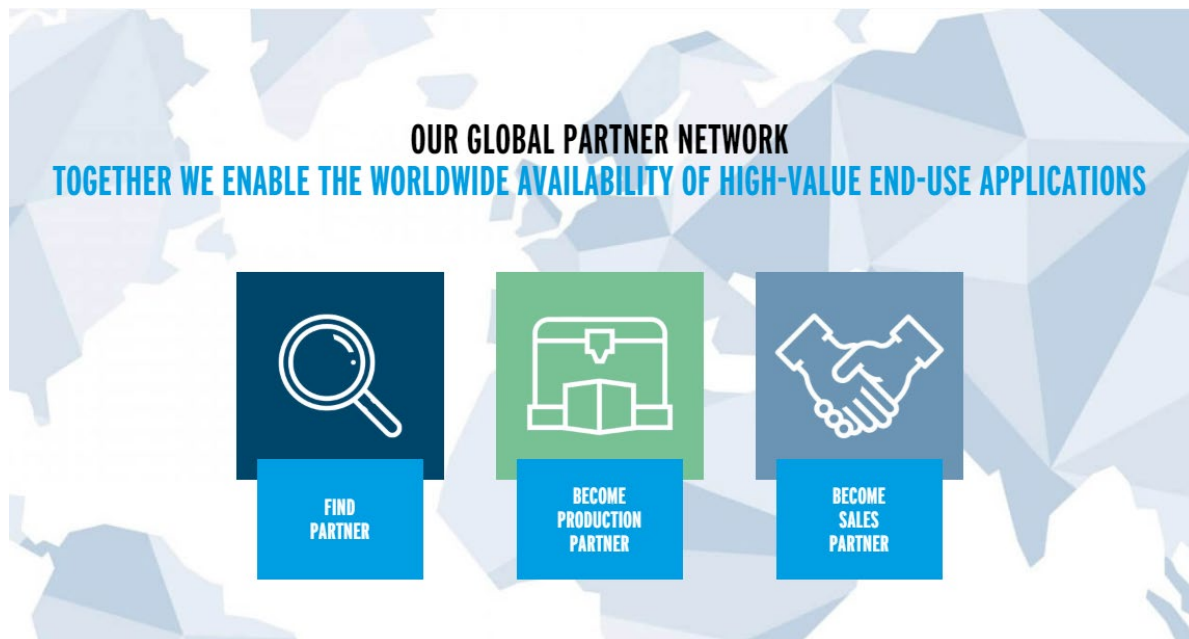 OUR GLOBAL PARTNER NETWORK
TOGETHER WE ENABLE THE WORLDWIDE AVAILABILITY OF HIGH-VALUE END-USE APPLICATIONS
FIND
PARTNER
BECOME
PRODUCTION
PARTNER
BECOME
SALES
PARTNER